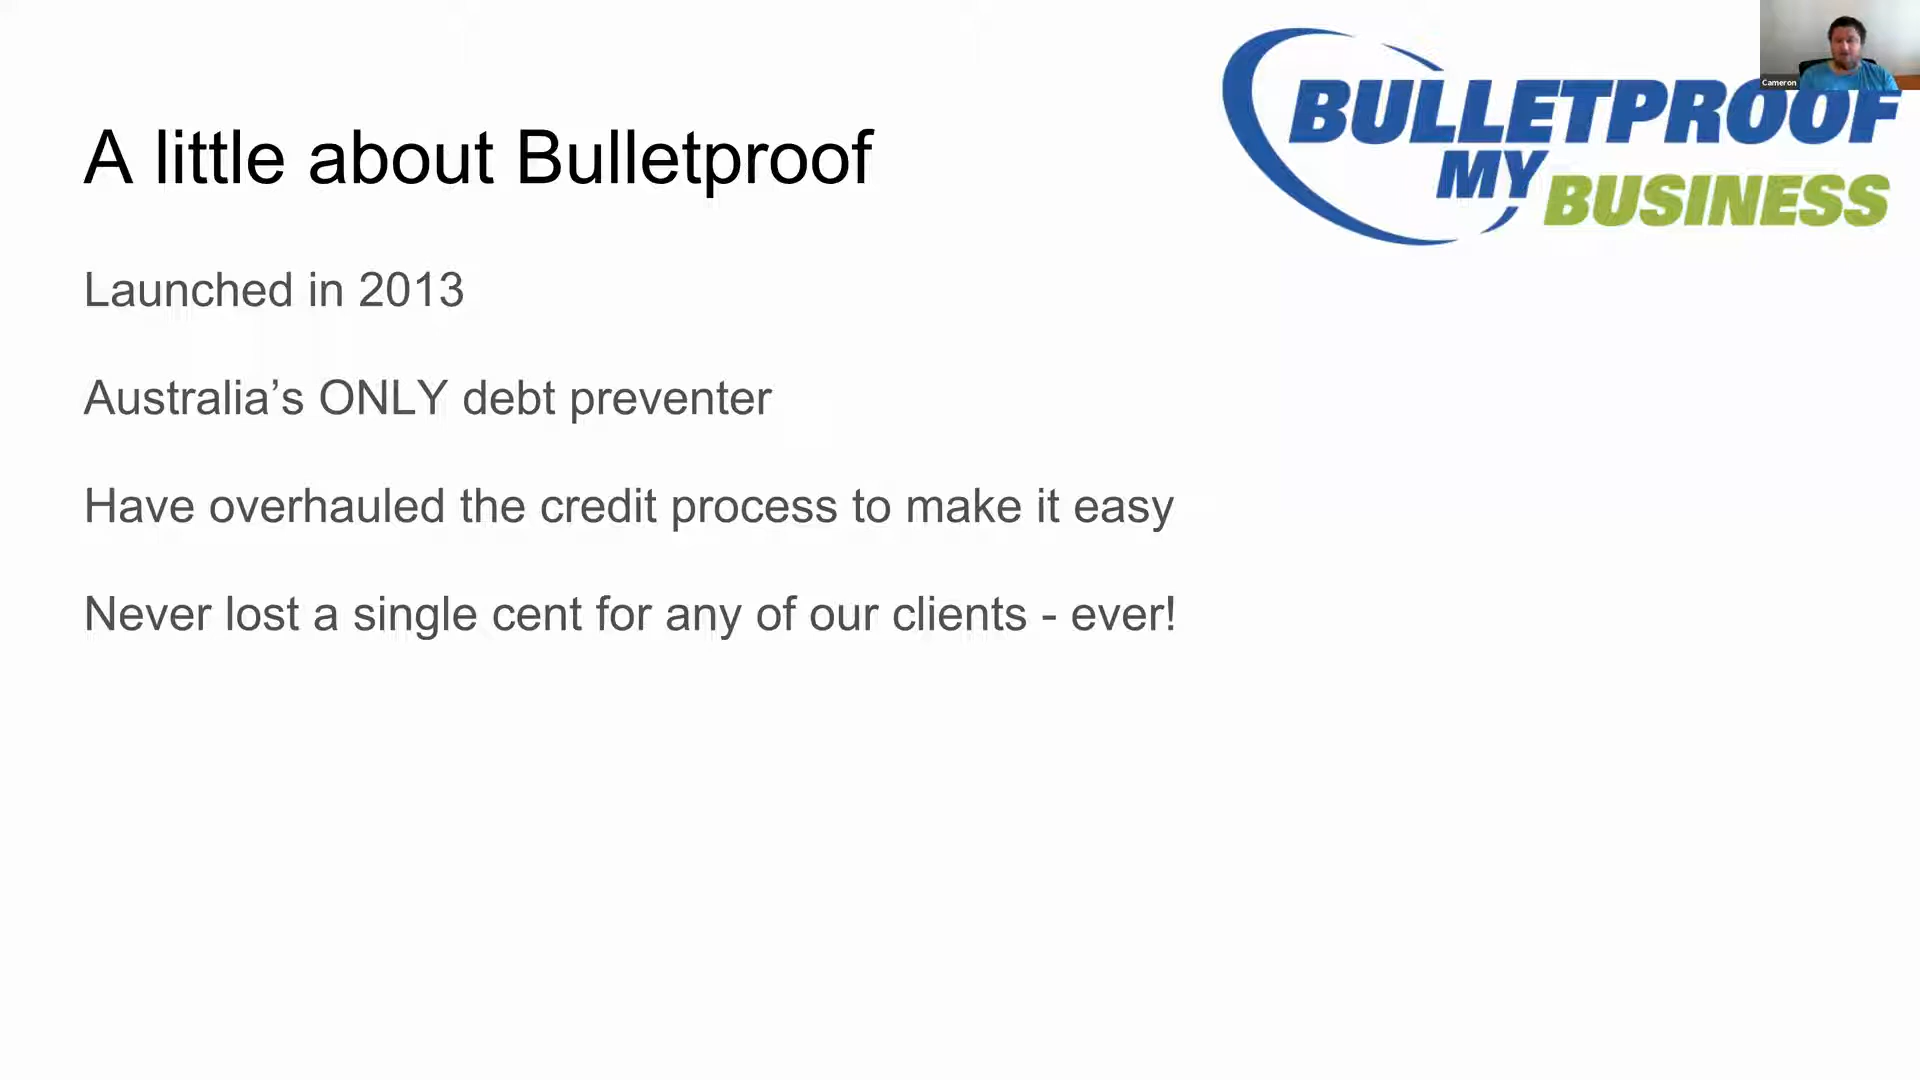 Cameron
BULLETPROOF
MY
BUSINESS
A little about Bulletproof
Launched in 2013
Australia’s ONLY debt preventer
Have overhauled the credit process to make it easy
Never lost a single cent for any of our clients - ever!